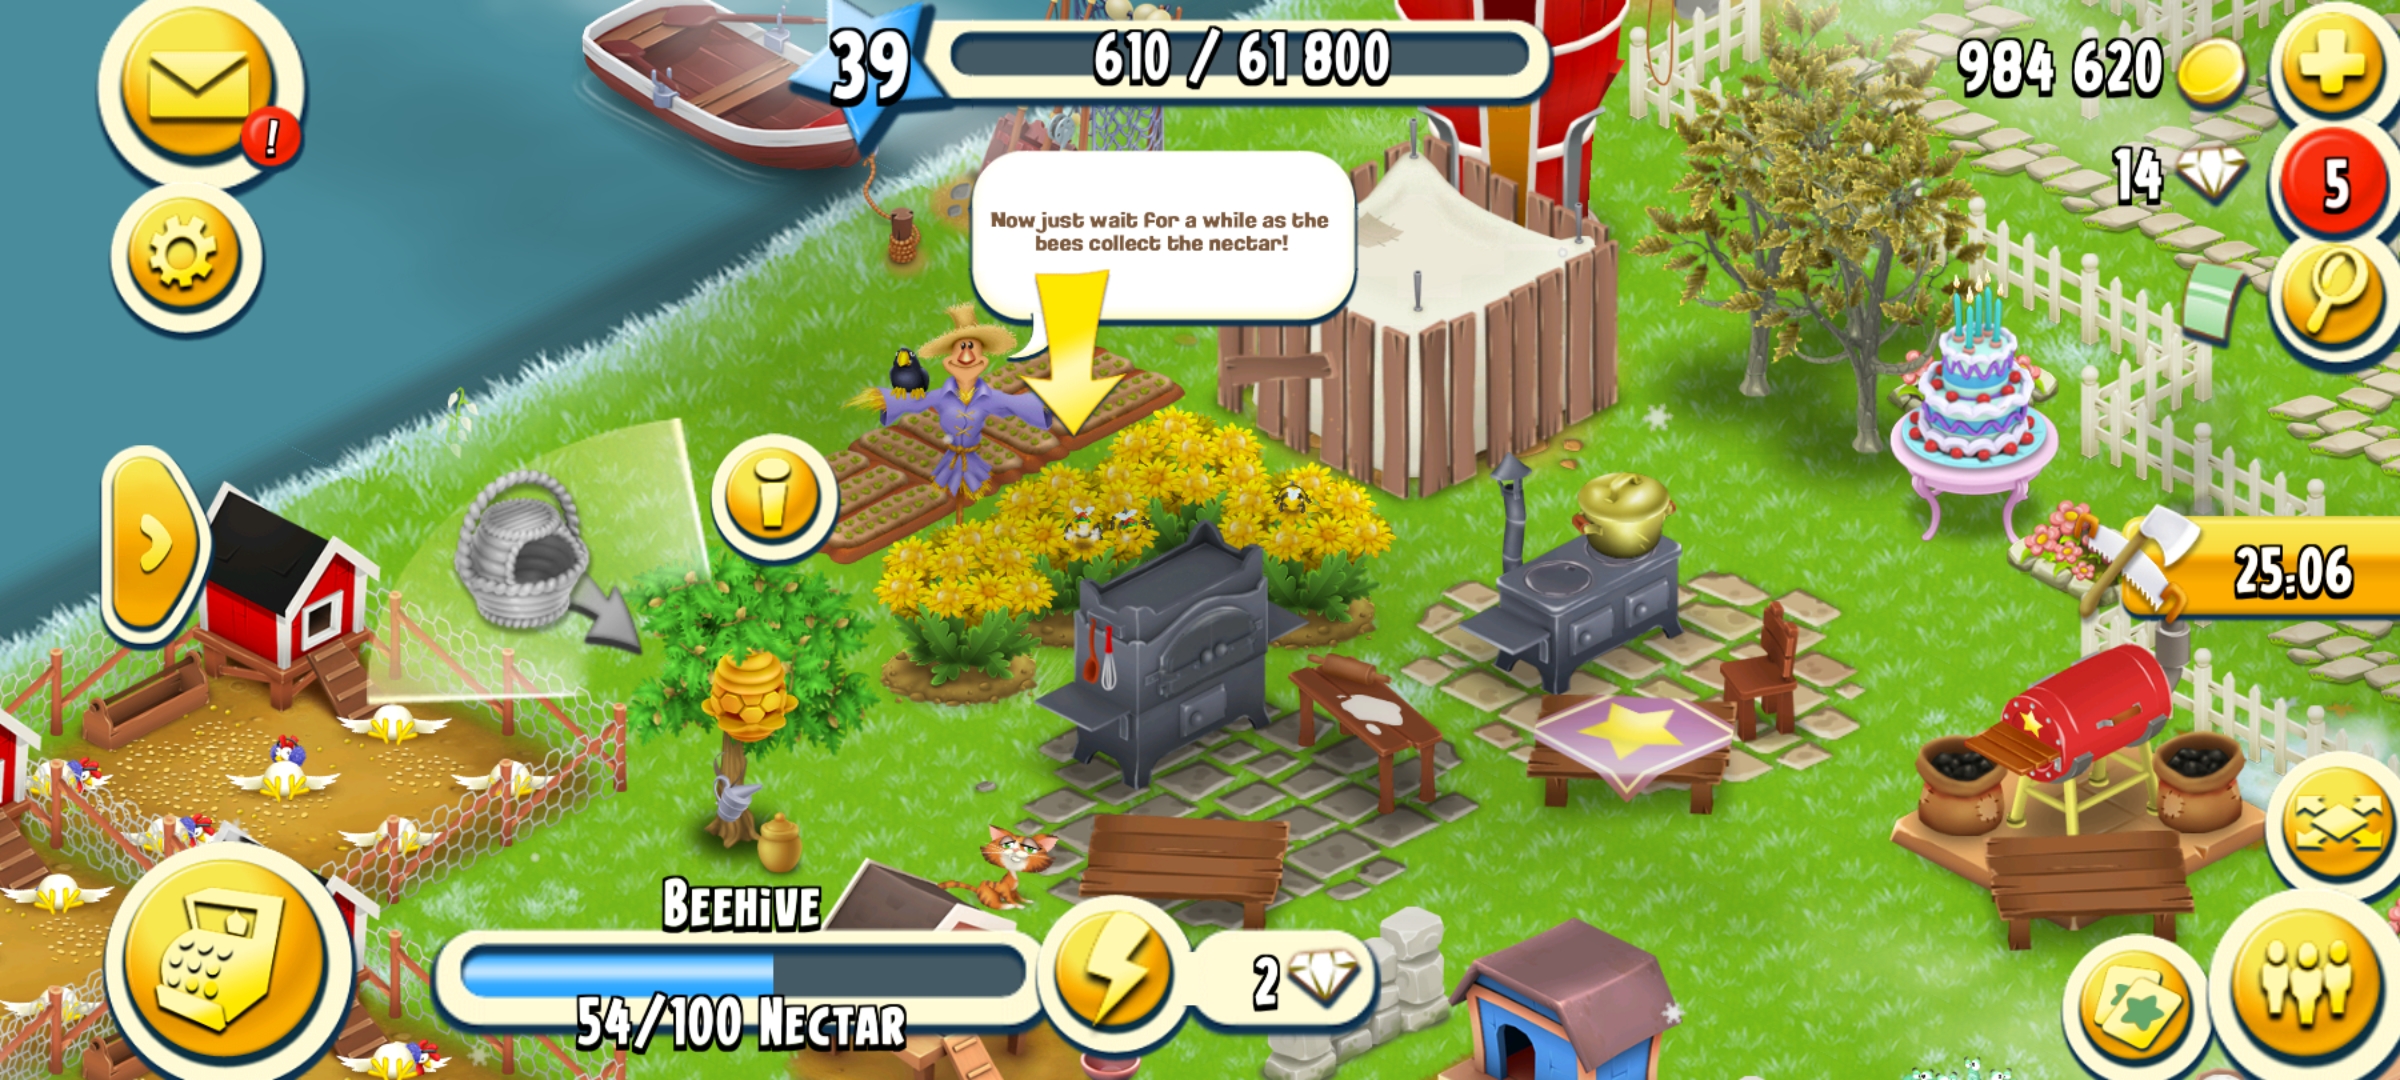 39
610 / 61 800
984 620
14
5
Now just wait for a while as the
bees collect the nectar!
25:06
BEEHiVE
54/100 NECTAR
2